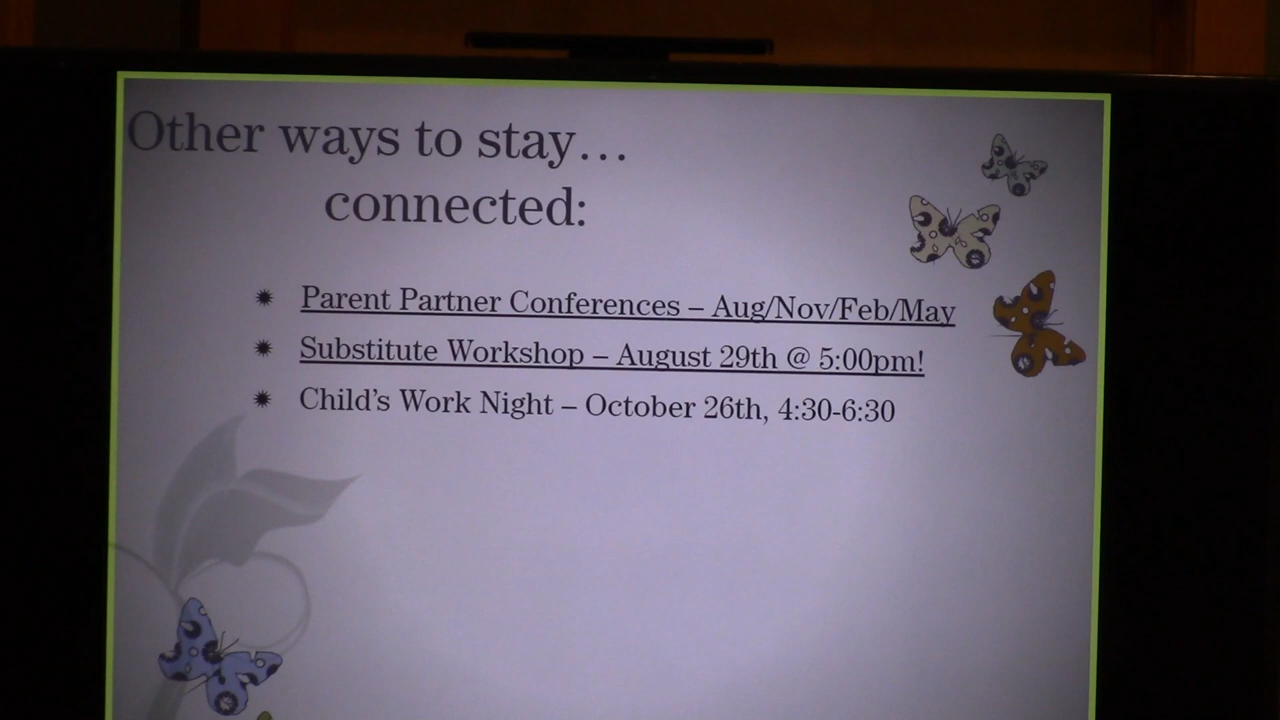 Other ways to stay…
connected:
Parent Partner Conferences – Aug/Nov/Feb/May
Substitute Workshop – August 29th @ 5:00pm!
Child’s Work Night – October 26th, 4:30-6:30